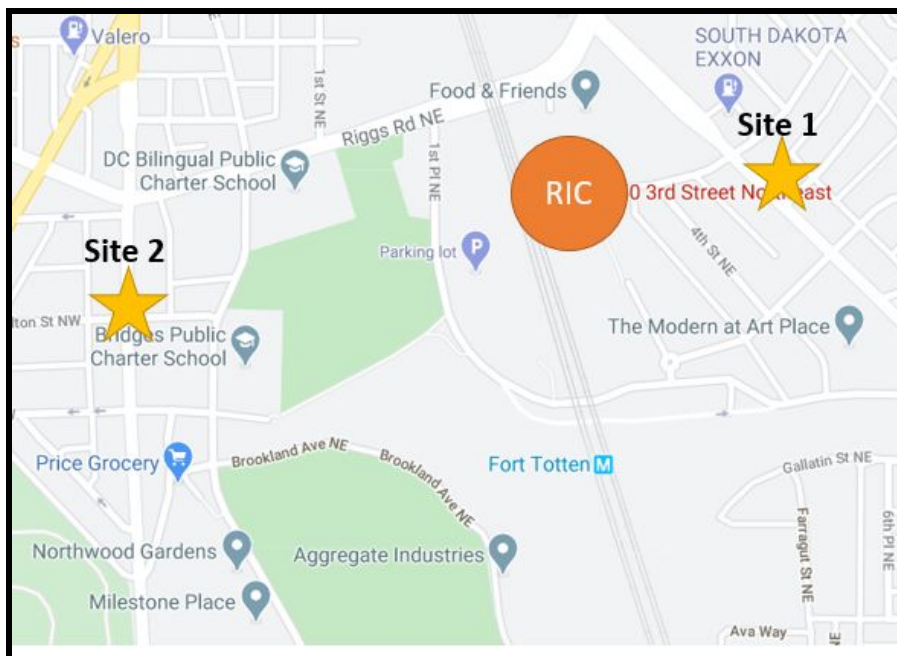 s
Valero
SOUTH DAKOTA
EXXON
1st St NE
Food & Friends
Riggs Rd NE
Site 1
DC Bilingual Public
Charter School
1st Pl NE
RIC
0 3rd Street Northeast
Site 2
Parking lot
P
4th St NE
lton St NW
Bridges Public
Charter School
The Modern at Art Place
Price Grocery
Brookland Ave NE
Brookland Ave NE
Fort Totten M
Gallatin St NE
Farragut St NE
6th Pl NE
Northwood Gardens
Aggregate Industries
Milestone Place
Ava Way